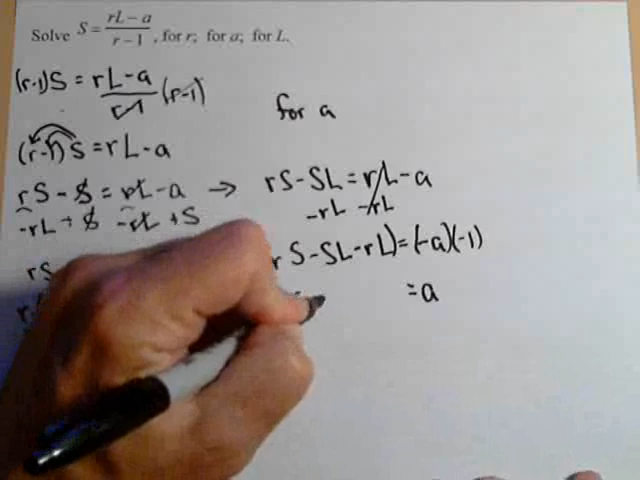 Solve S = (rL − a)/(r − 1), for r; for a; for L.
(r-1)S = (rL-a)/(r-1) (r-1)
for a
(r-1)S = rL-a
rS - S = rL - a → rS - SL = rL - a
-rL + S -rL + S -rL -rL
rS
rS - SL - rL) = (-a)(-1)
= a